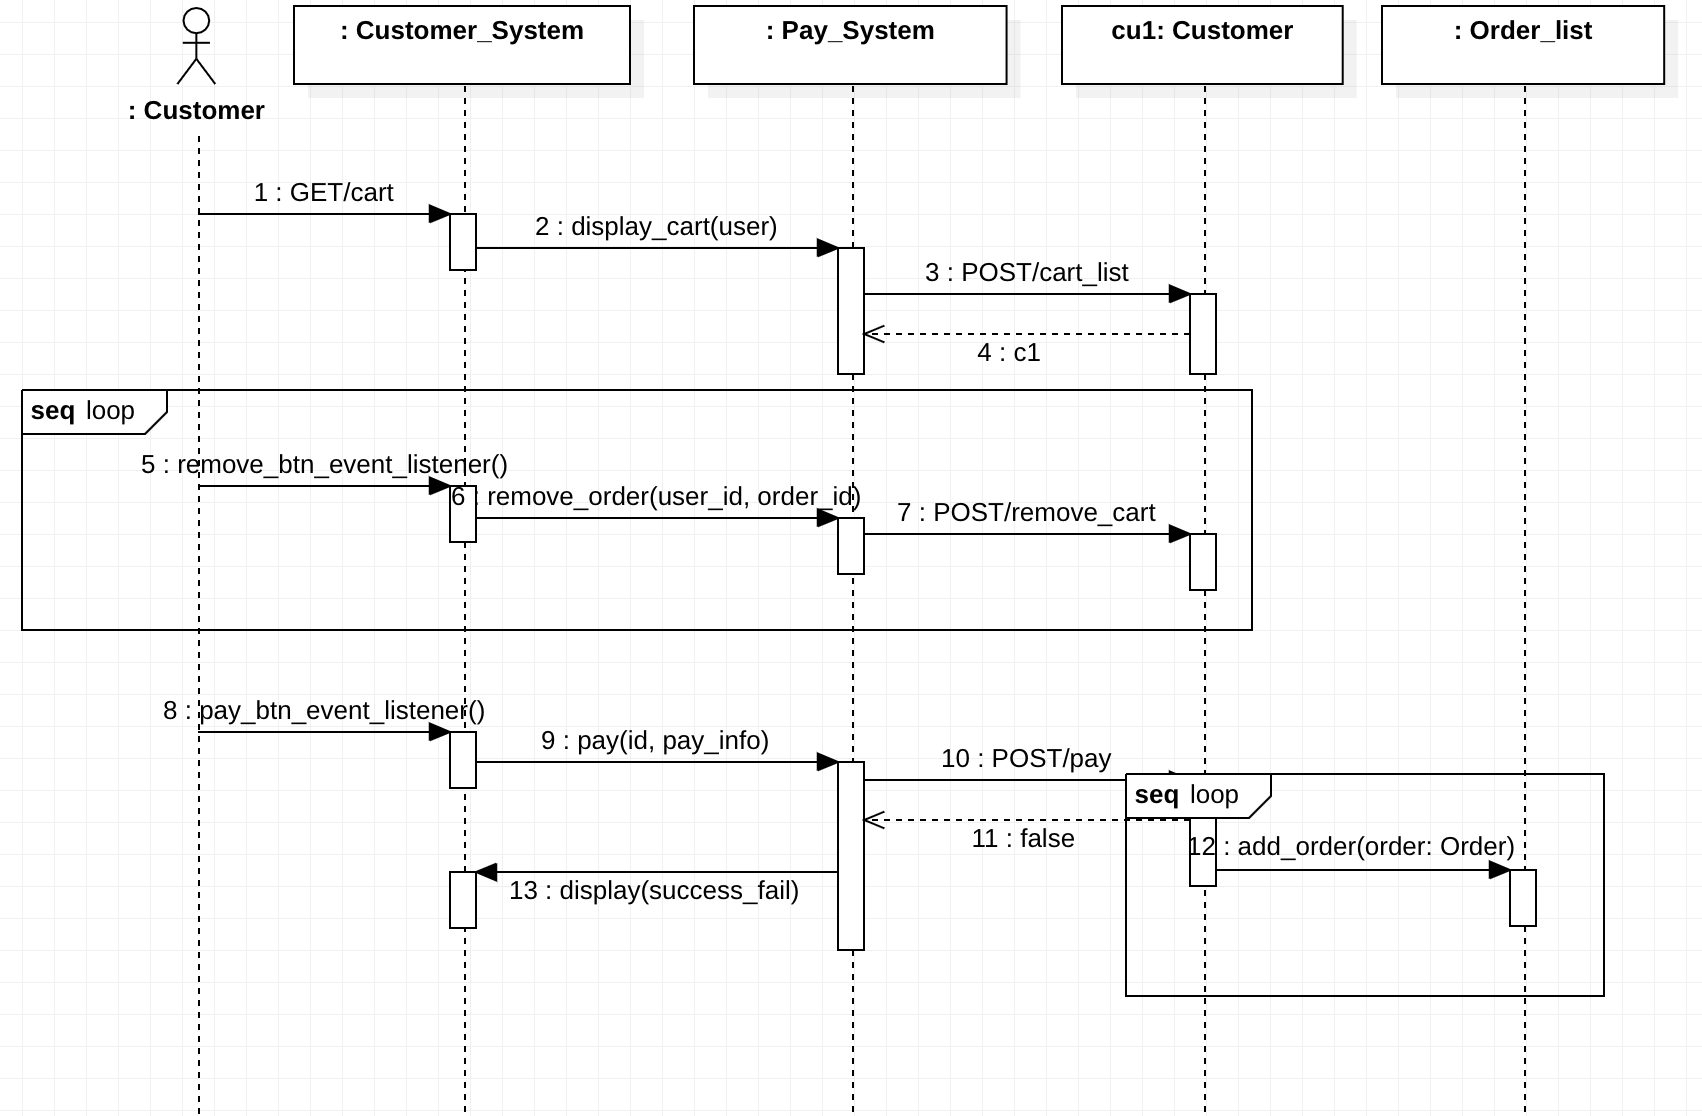 : Customer
: Customer_System
: Pay_System
cu1: Customer
: Order_list
1 : GET/cart
2 : display_cart(user)
3 : POST/cart_list
4 : c1
seq loop
5 : remove_btn_event_listener()
6 : remove_order(user_id, order_id)
7 : POST/remove_cart
8 : pay_btn_event_listener()
9 : pay(id, pay_info)
10 : POST/pay
seq loop
11 : false
12 : add_order(order: Order)
13 : display(success_fail)